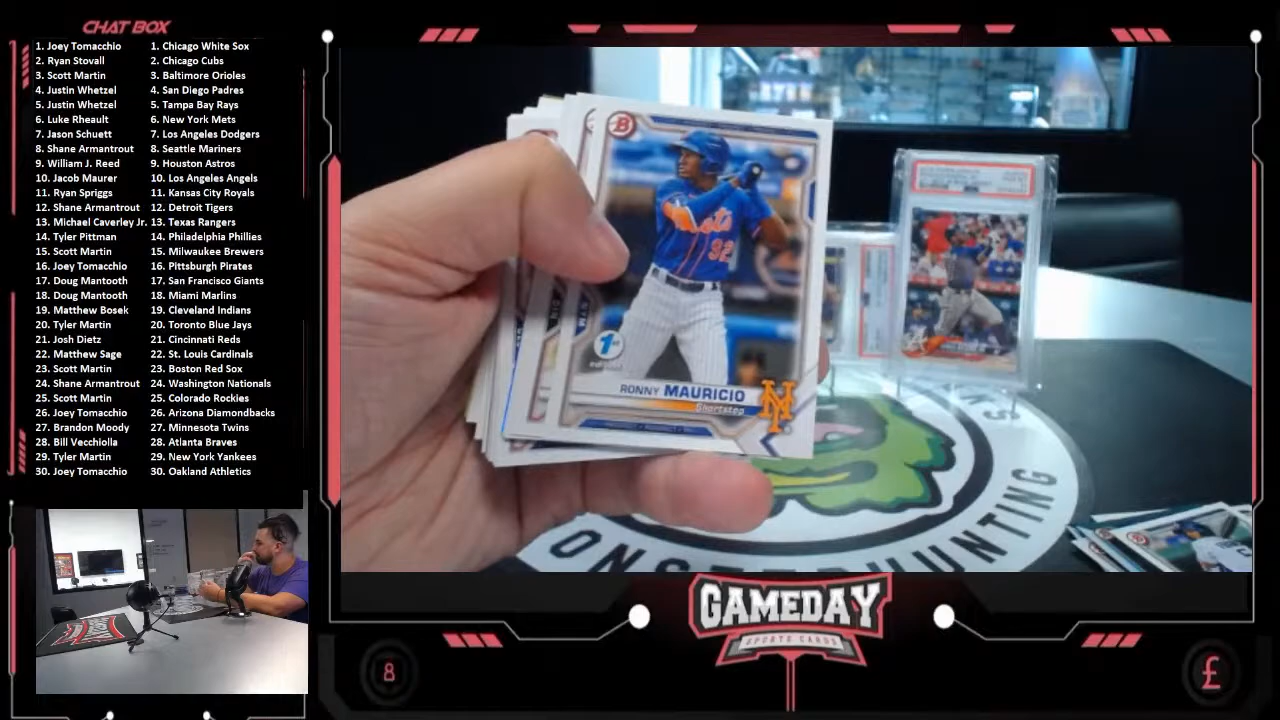 CHAT BOX
1. Joey Tomacchio 1. Chicago White Sox
2. Ryan Stovall 2. Chicago Cubs
3. Scott Martin 3. Baltimore Orioles
4. Justin Whetzel 4. San Diego Padres
5. Justin Whetzel 5. Tampa Bay Rays
6. Luke Rheault 6. New York Mets
7. Jason Schuett 7. Los Angeles Dodgers
8. Shane Armantrout 8. Seattle Mariners
9. William J. Reed 9. Houston Astros
10. Jacob Maurer 10. Los Angeles Angels
11. Ryan Spriggs 11. Kansas City Royals
12. Shane Armantrout 12. Detroit Tigers
13. Michael Caverley Jr. 13. Texas Rangers
14. Tyler Pittman 14. Philadelphia Phillies
15. Scott Martin 15. Milwaukee Brewers
16. Joey Tomacchio 16. Pittsburgh Pirates
17. Doug Mantooth 17. San Francisco Giants
18. Doug Mantooth 18. Miami Marlins
19. Matthew Bosek 19. Cleveland Indians
20. Tyler Martin 20. Toronto Blue Jays
21. Josh Dietz 21. Cincinnati Reds
22. Matthew Sage 22. St. Louis Cardinals
23. Scott Martin 23. Boston Red Sox
24. Shane Armantrout 24. Washington Nationals
25. Scott Martin 25. Colorado Rockies
26. Joey Tomacchio 26. Arizona Diamondbacks
27. Brandon Moody 27. Minnesota Twins
28. Bill Vecchiolla 28. Atlanta Braves
29. Tyler Martin 29. New York Yankees
30. Joey Tomacchio 30. Oakland Athletics
B
Mets
32
1st
RONNY MAURICIO
Shortstop
NY
ONSTER HUNTING
GAMEDAY
SPORTS CARDS
8
£